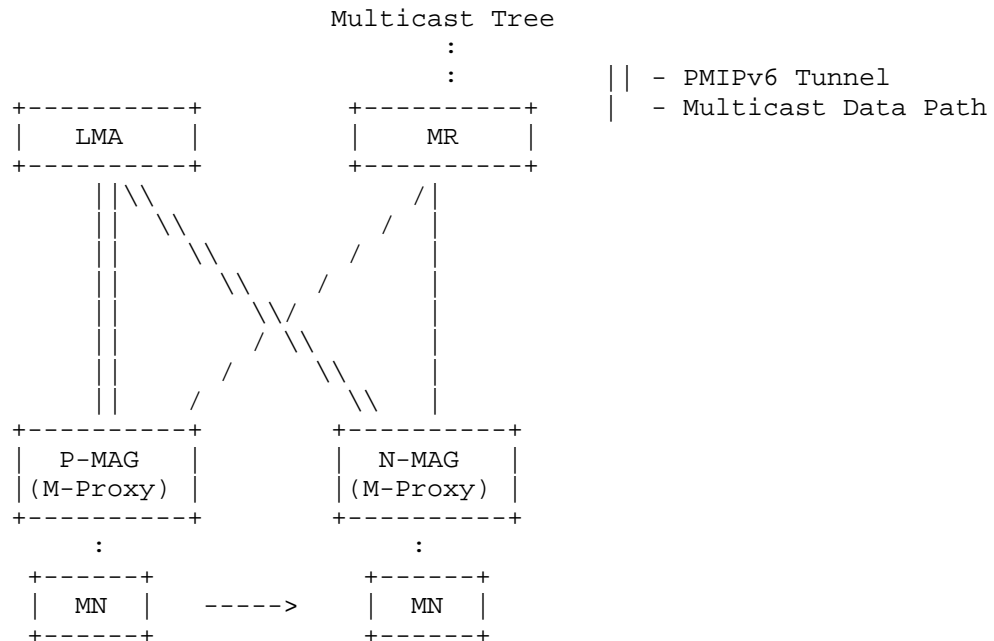 Multicast Tree
:
: || - PMIPv6 Tunnel
| - Multicast Data Path
LMA MR
P-MAG N-MAG
(M-Proxy) (M-Proxy)
: :
MN -----> MN